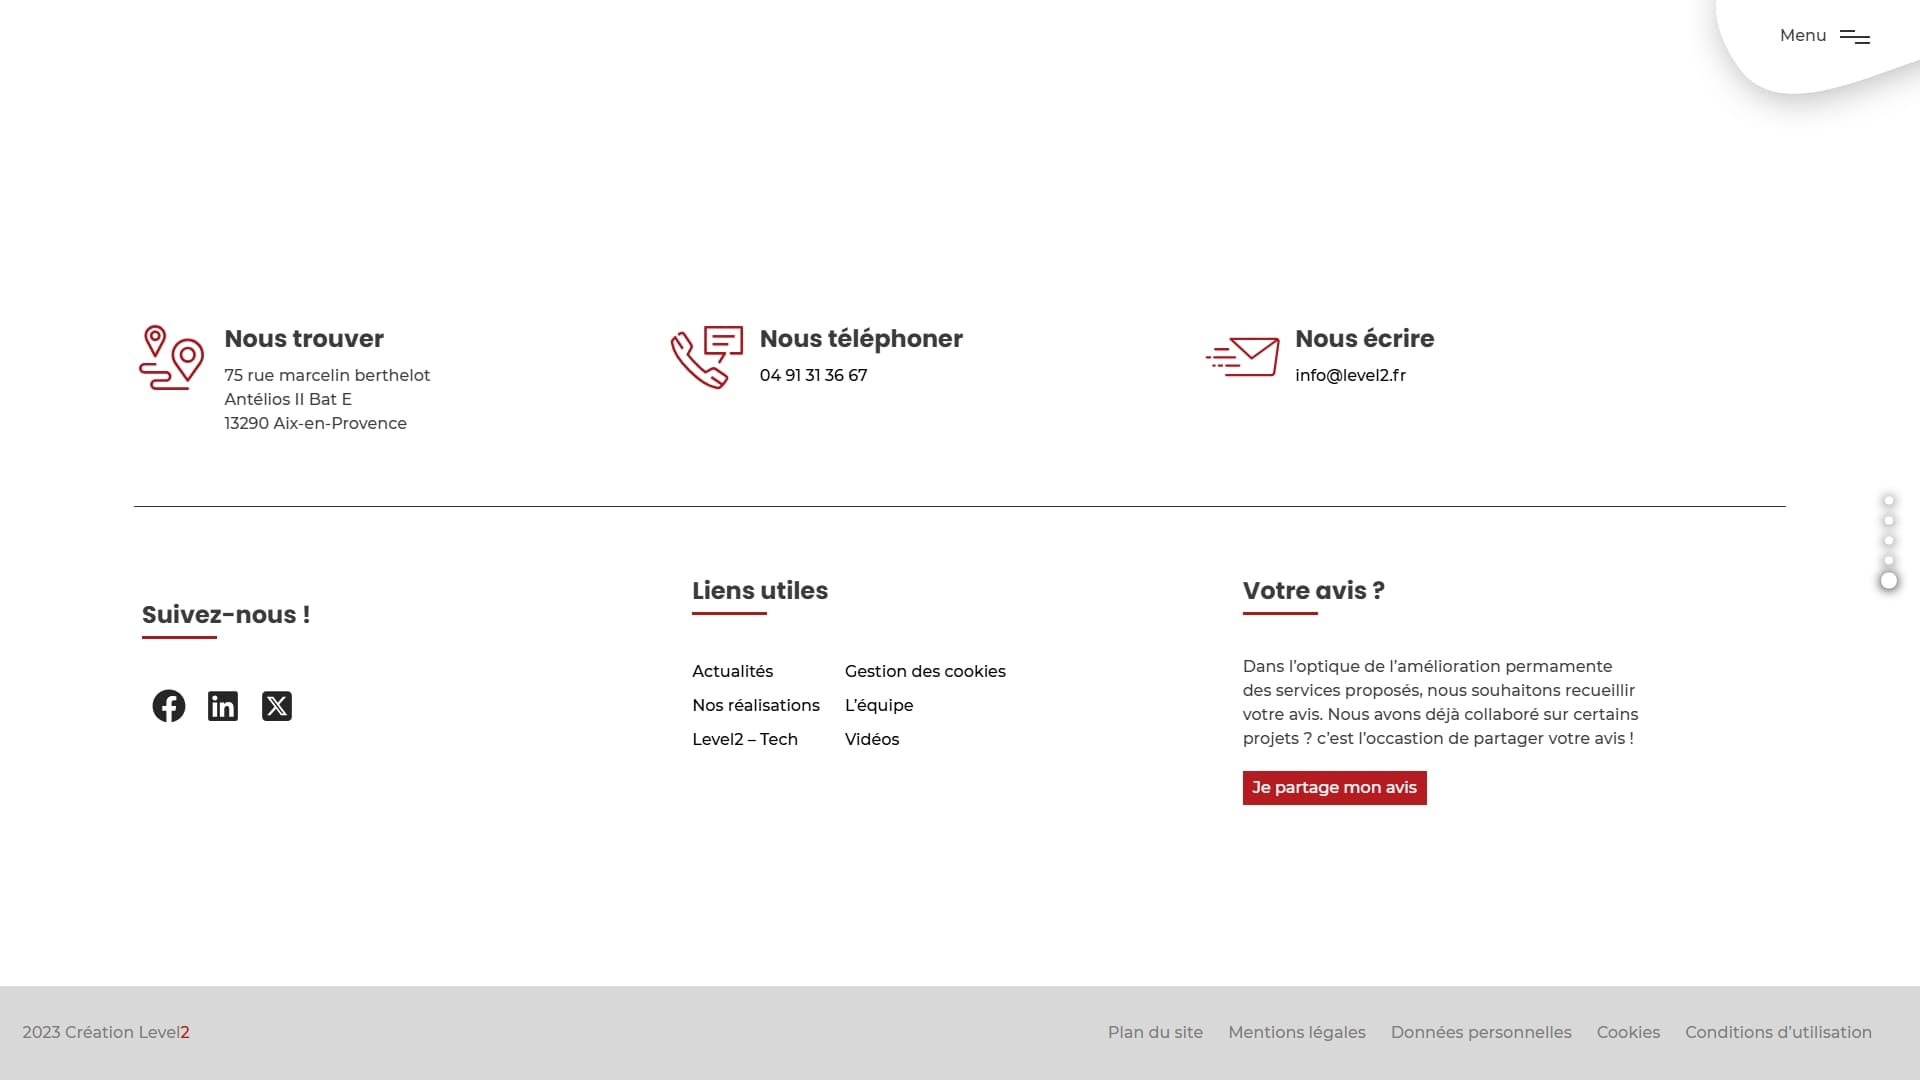 Menu
Nous trouver
75 rue marcelin berthelot
Antélios II Bat E
13290 Aix-en-Provence
Nous téléphoner
04 91 31 36 67
Nous écrire
info@level2.fr
Suivez-nous !
Liens utiles
Actualités
Nos réalisations
Level2 – Tech
Gestion des cookies
L’équipe
Vidéos
Votre avis ?
Dans l’optique de l’amélioration permamente
des services proposés, nous souhaitons recueillir
votre avis. Nous avons déjà collaboré sur certains
projets ? c’est l’occastion de partager votre avis !
Je partage mon avis
2023 Création Level2
Plan du site Mentions légales Données personnelles Cookies Conditions d’utilisation